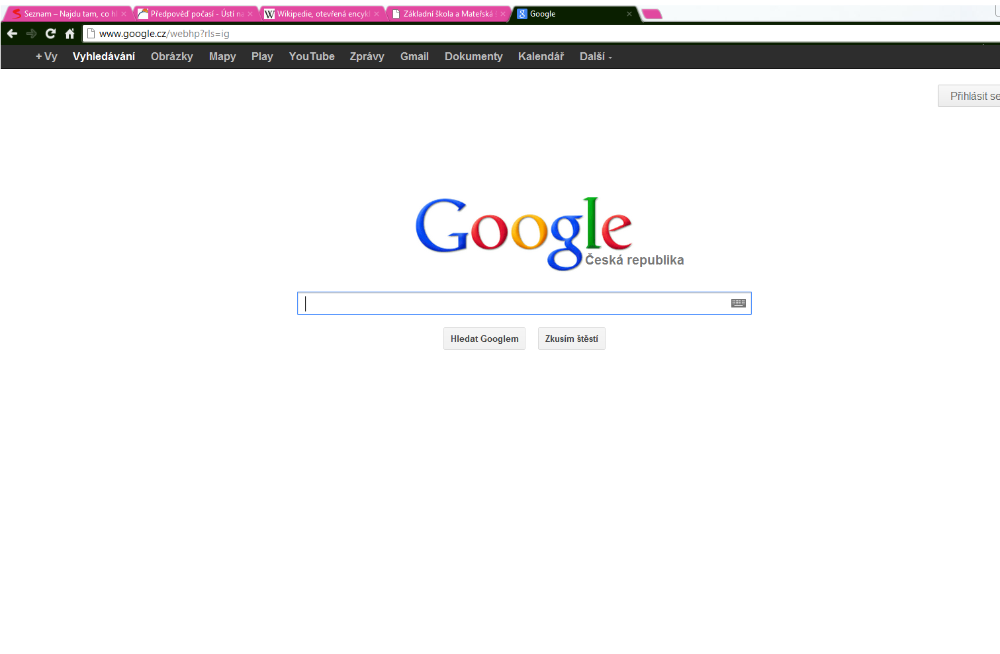 Seznam – Najdu tam, co hl
Předpověď počasí - Ústí na
Wikipedie, otevřená encykl
Základní škola a Mateřská š
Google
www.google.cz/webhp?rls=ig
+ Vy Vyhledávání Obrázky Mapy Play YouTube Zprávy Gmail Dokumenty Kalendář Další
Přihlásit se
Google
Česká republika
Hledat Googlem Zkusím štěstí